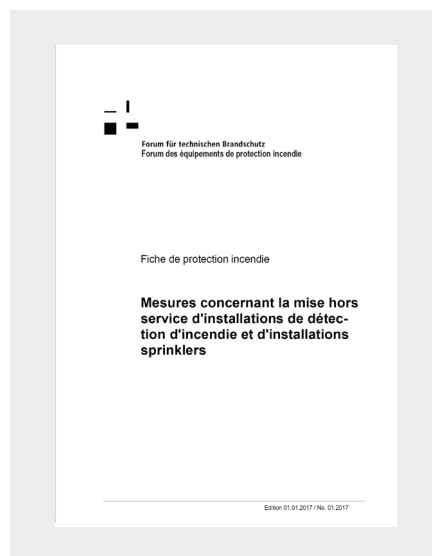 Forum für technischen Brandschutz
Forum des équipements de protection incendie
Fiche de protection incendie
Mesures concernant la mise hors
service d'installations de détec-
tion d'incendie et d'installations
sprinklers
Edition 01.01.2017 / No. 01.2017